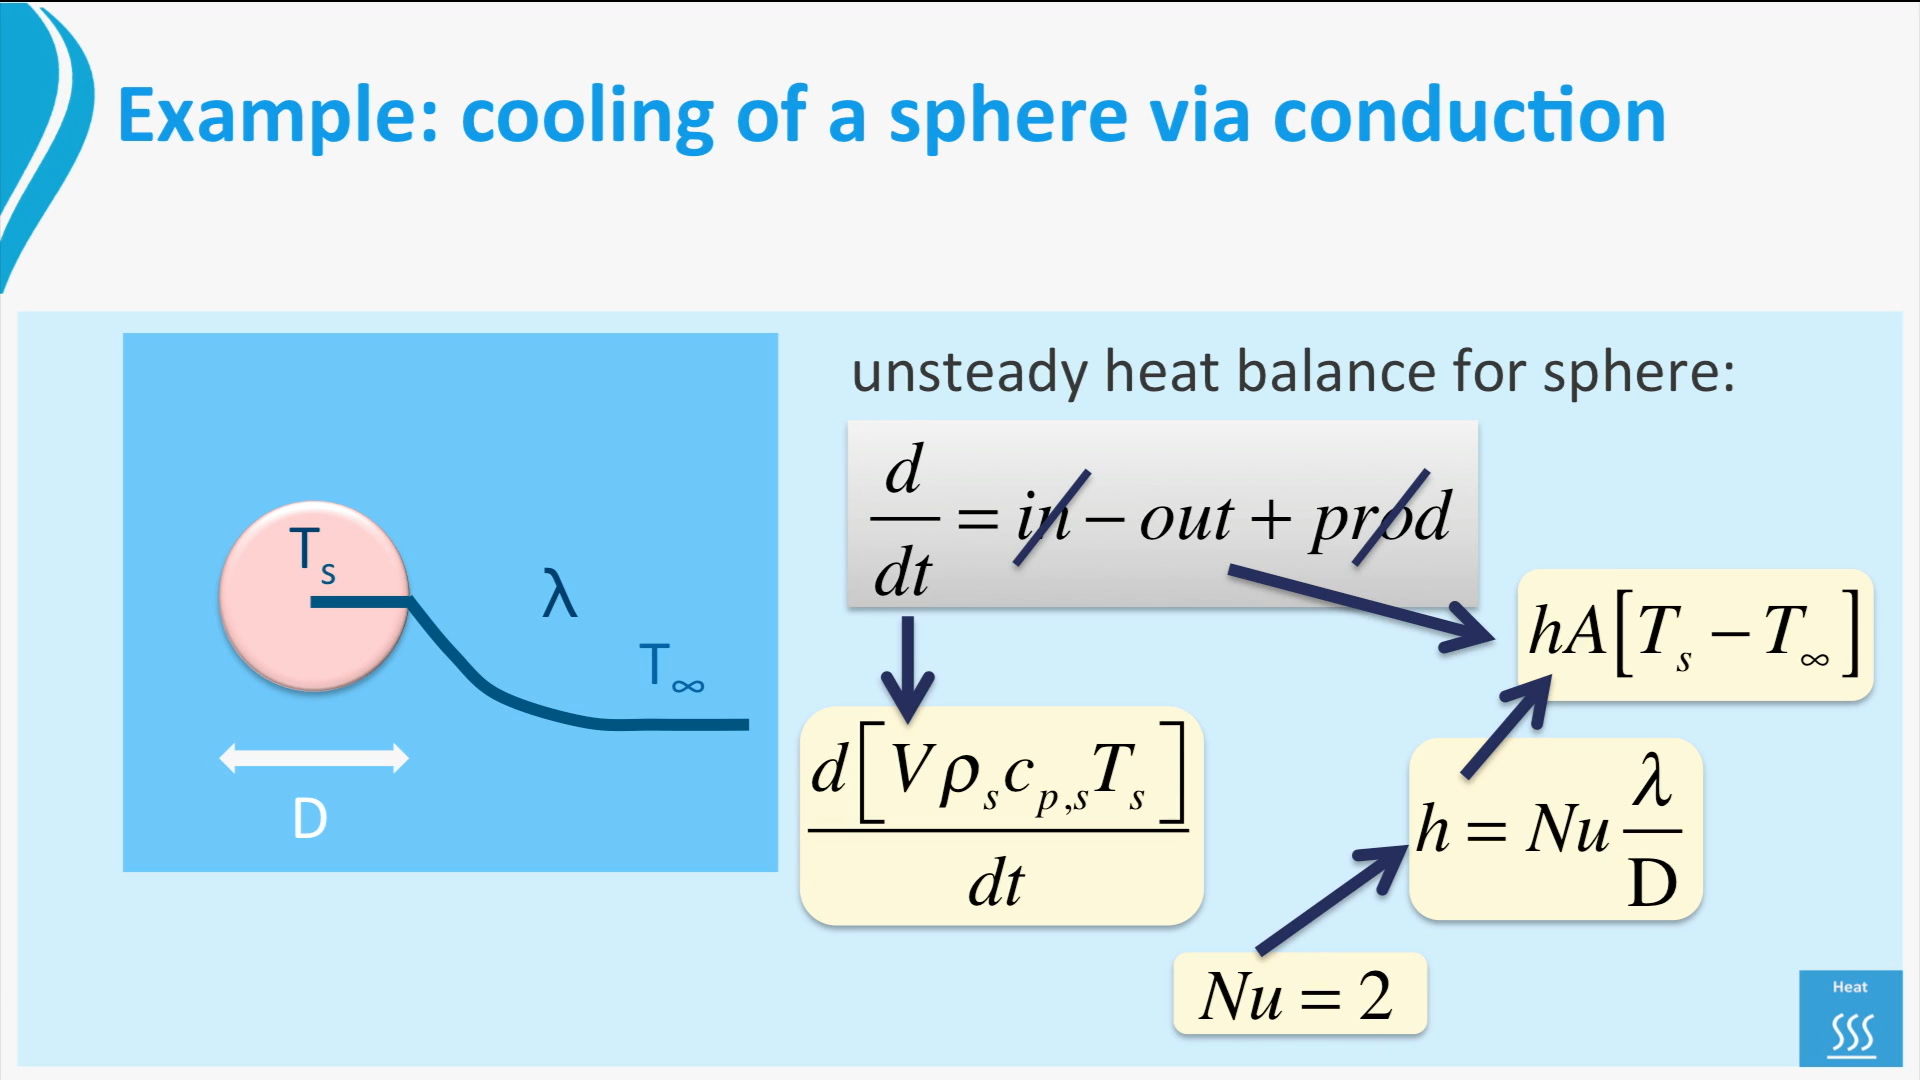 Example: cooling of a sphere via conduction
T_s
λ
T_∞
D
unsteady heat balance for sphere:
d/dt = in − out + prod
hA[T_s − T_∞]
d[Vρ_s c_{p,s} T_s]/dt
h = Nu λ/D
Nu = 2
Heat